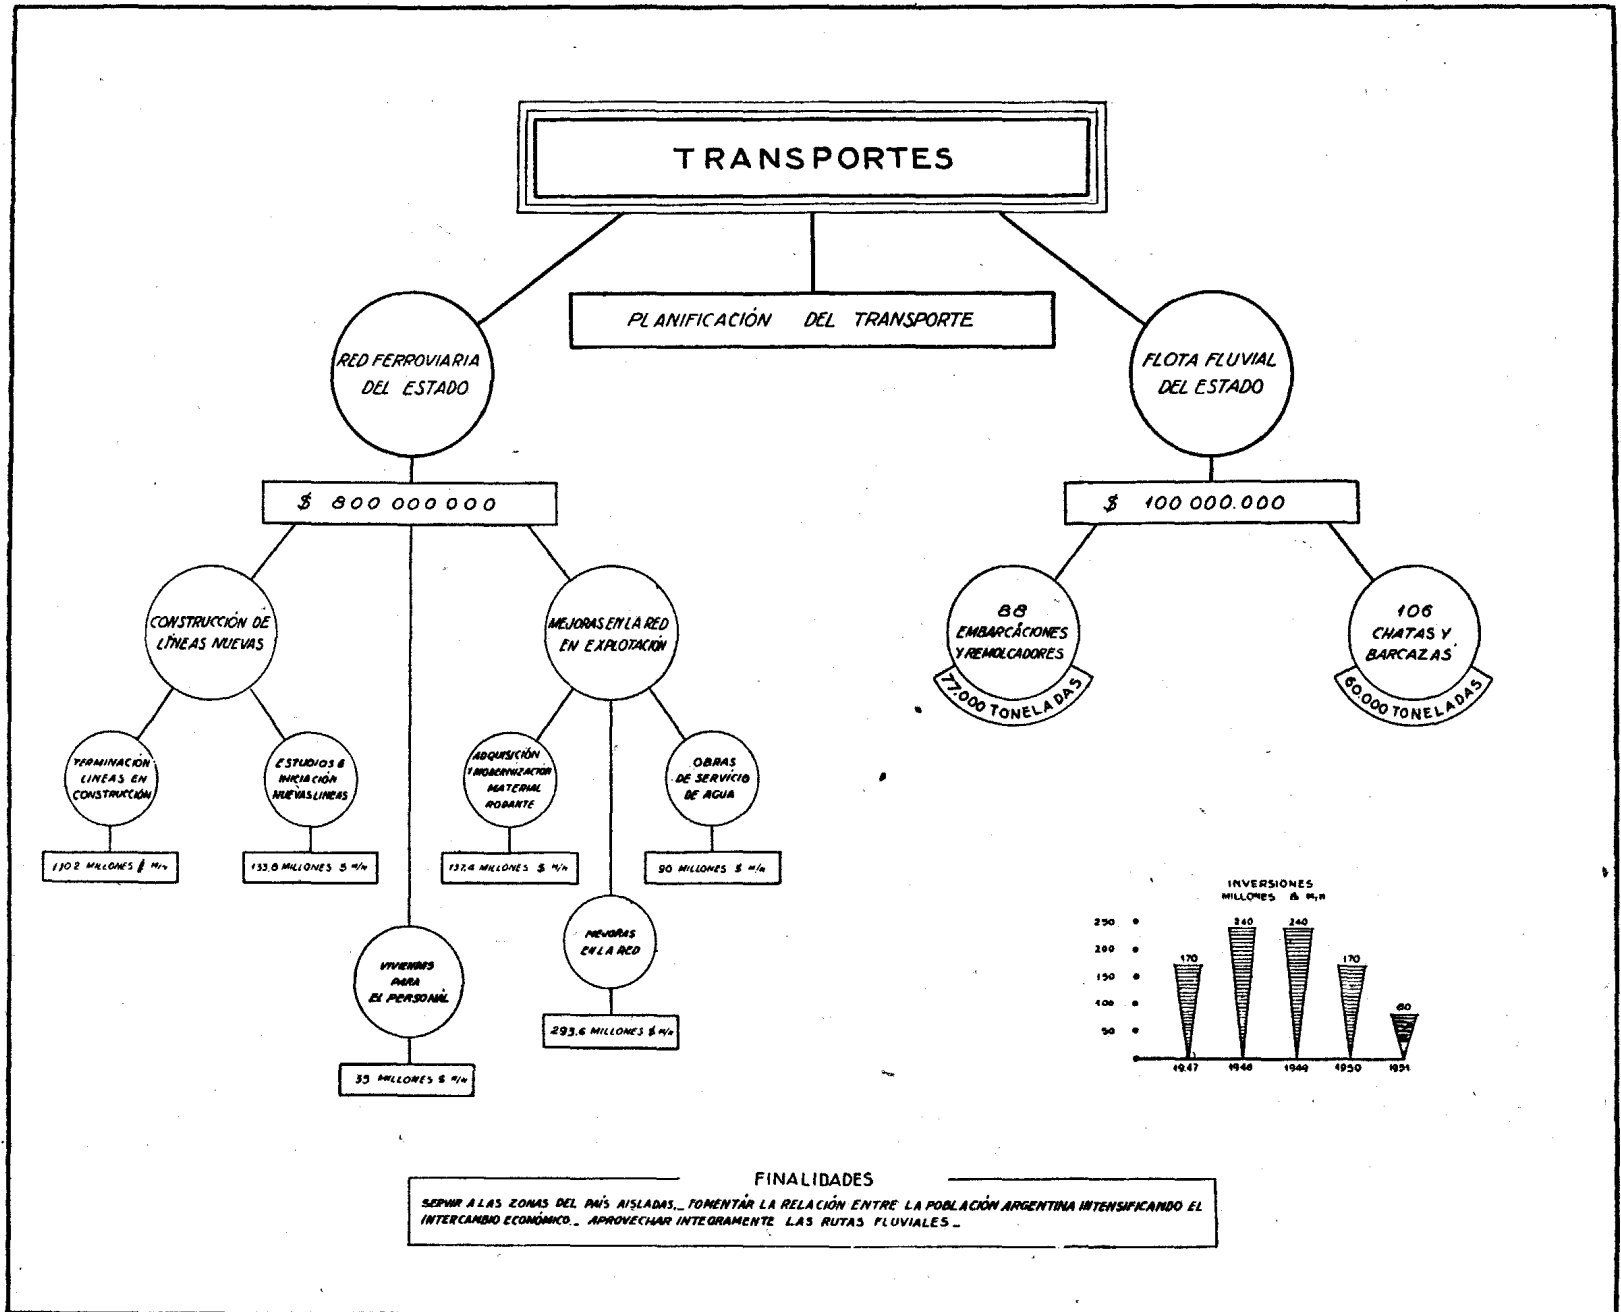 TRANSPORTES
PLANIFICACIÓN DEL TRANSPORTE
RED FERROVIARIA
DEL ESTADO
FLOTA FLUVIAL
DEL ESTADO
$ 800 000 000
$ 100 000.000
CONSTRUCCIÓN DE
LÍNEAS NUEVAS
MEJORAS EN LA RED
EN EXPLOTACIÓN
88
EMBARCACIONES
Y REMOLCADORES
77.000 TONELADAS
106
CHATAS Y
BARCAZAS
60.000 TONELADAS
TERMINACIÓN
LINEAS EN
CONSTRUCCIÓN
ESTUDIOS E
INICIACIÓN
NUEVAS LINEAS
ADQUISICIÓN
Y MODERNIZACIÓN
MATERIAL
RODANTE
OBRAS
DE SERVICIO
DE AGUA
MILLONES $ M/N
MILLONES $ M/N
137,4 MILLONES $ M/N
90 MILLONES $ M/N
VIVIENDAS
PARA
EL PERSONAL
MEJORAS
EN LA RED
293,6 MILLONES $ M/N
35 MILLONES $ M/N
INVERSIONES
MILLONES $ M/N
250
200
150
100
50
170
240
240
170
80
1947
1948
1949
1950
1951
FINALIDADES
SERVIR A LAS ZONAS DEL PAÍS AISLADAS._ FOMENTAR LA RELACIÓN ENTRE LA POBLACIÓN ARGENTINA INTENSIFICANDO EL
INTERCAMBIO ECONÓMICO._ APROVECHAR INTEGRAMENTE LAS RUTAS FLUVIALES _